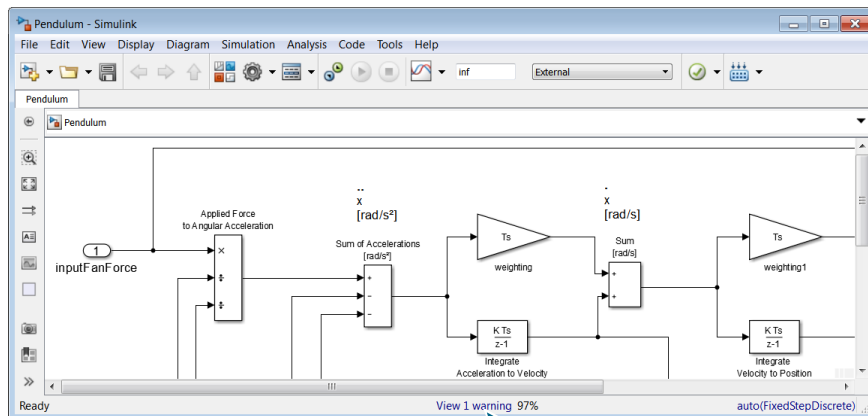 Pendulum - Simulink
File Edit View Display Diagram Simulation Analysis Code Tools Help
inf External
Pendulum
Pendulum
..
x
[rad/s²]
.
x
[rad/s]
Applied Force
to Angular Acceleration
Sum of Accelerations
[rad/s²]
Ts
weighting
Sum
[rad/s]
Ts
weighting1
1
inputFanForce
×
÷
÷
+
−
−
+
+
K Ts
z-1
Integrate
Acceleration to Velocity
K Ts
z-1
Integrate
Velocity to Position
Ready View 1 warning 97% auto(FixedStepDiscrete)